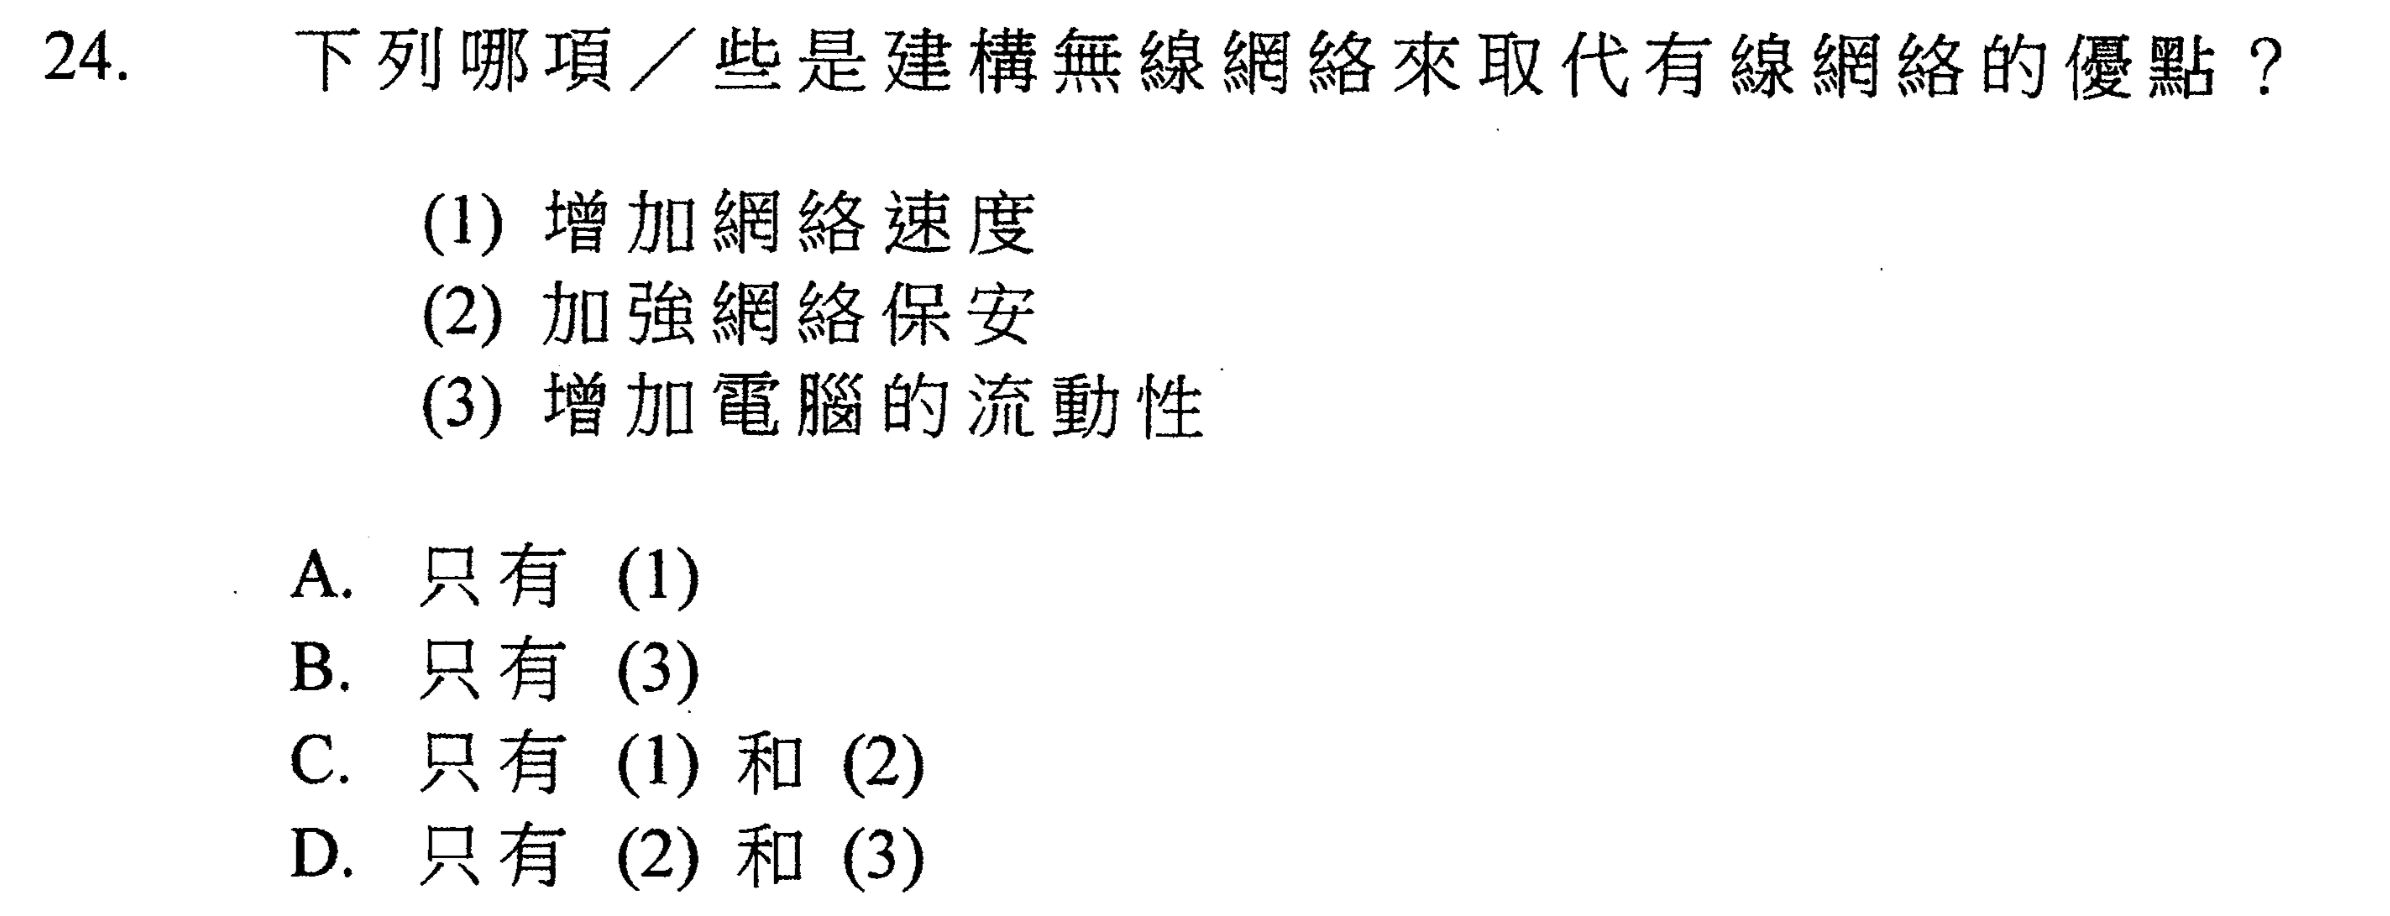 24. 下列哪項／些是建構無線網絡來取代有線網絡的優點？
(1) 增加網絡速度
(2) 加強網絡保安
(3) 增加電腦的流動性
A. 只有 (1)
B. 只有 (3)
C. 只有 (1) 和 (2)
D. 只有 (2) 和 (3)